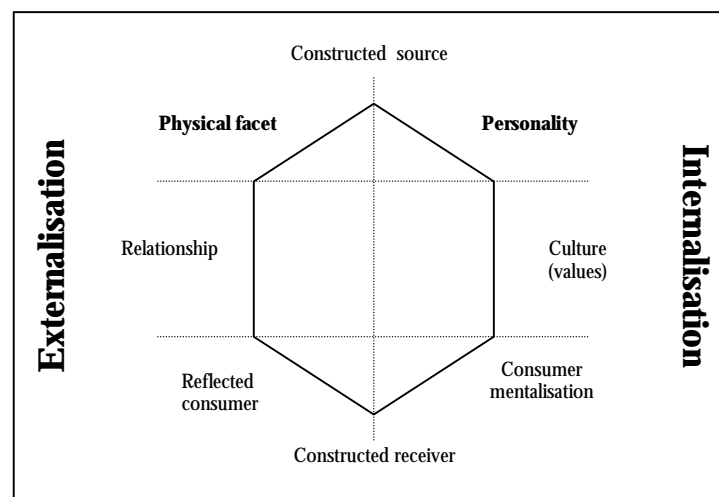 Constructed source
Physical facet
Personality
Externalisation
Internalisation
Relationship
Culture
(values)
Reflected
consumer
Consumer
mentalisation
Constructed receiver